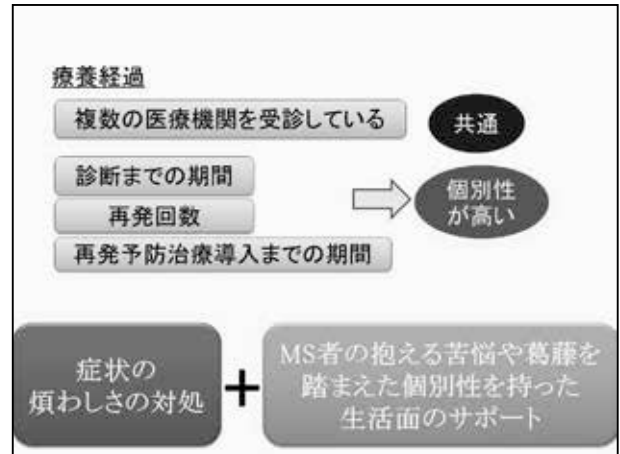 療養経過
複数の医療機関を受診している
共通
診断までの期間
再発回数
再発予防治療導入までの期間
個別性
が高い
症状の
煩わしさの対処
+
MS者の抱える苦悩や葛藤を
踏まえた個別性を持った
生活面のサポート